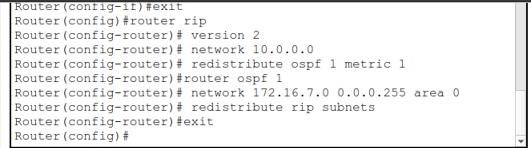 Router(config-if)#exit
Router(config)#router rip
Router(config-router)# version 2
Router(config-router)# network 10.0.0.0
Router(config-router)# redistribute ospf 1 metric 1
Router(config-router)#router ospf 1
Router(config-router)# network 172.16.7.0 0.0.0.255 area 0
Router(config-router)# redistribute rip subnets
Router(config-router)#exit
Router(config)#